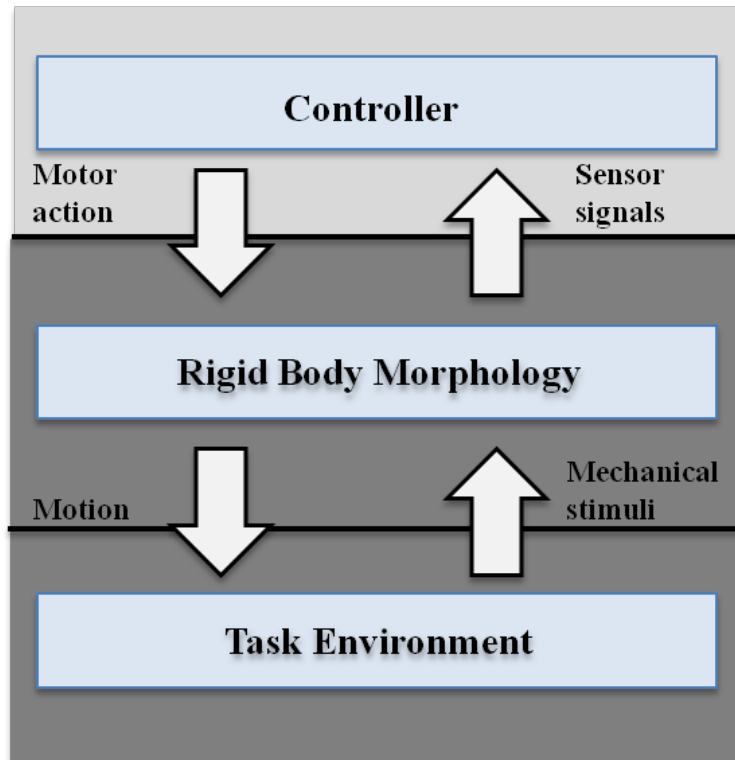 Controller
Motor
action
Sensor
signals
Rigid Body Morphology
Motion
Mechanical
stimuli
Task Environment